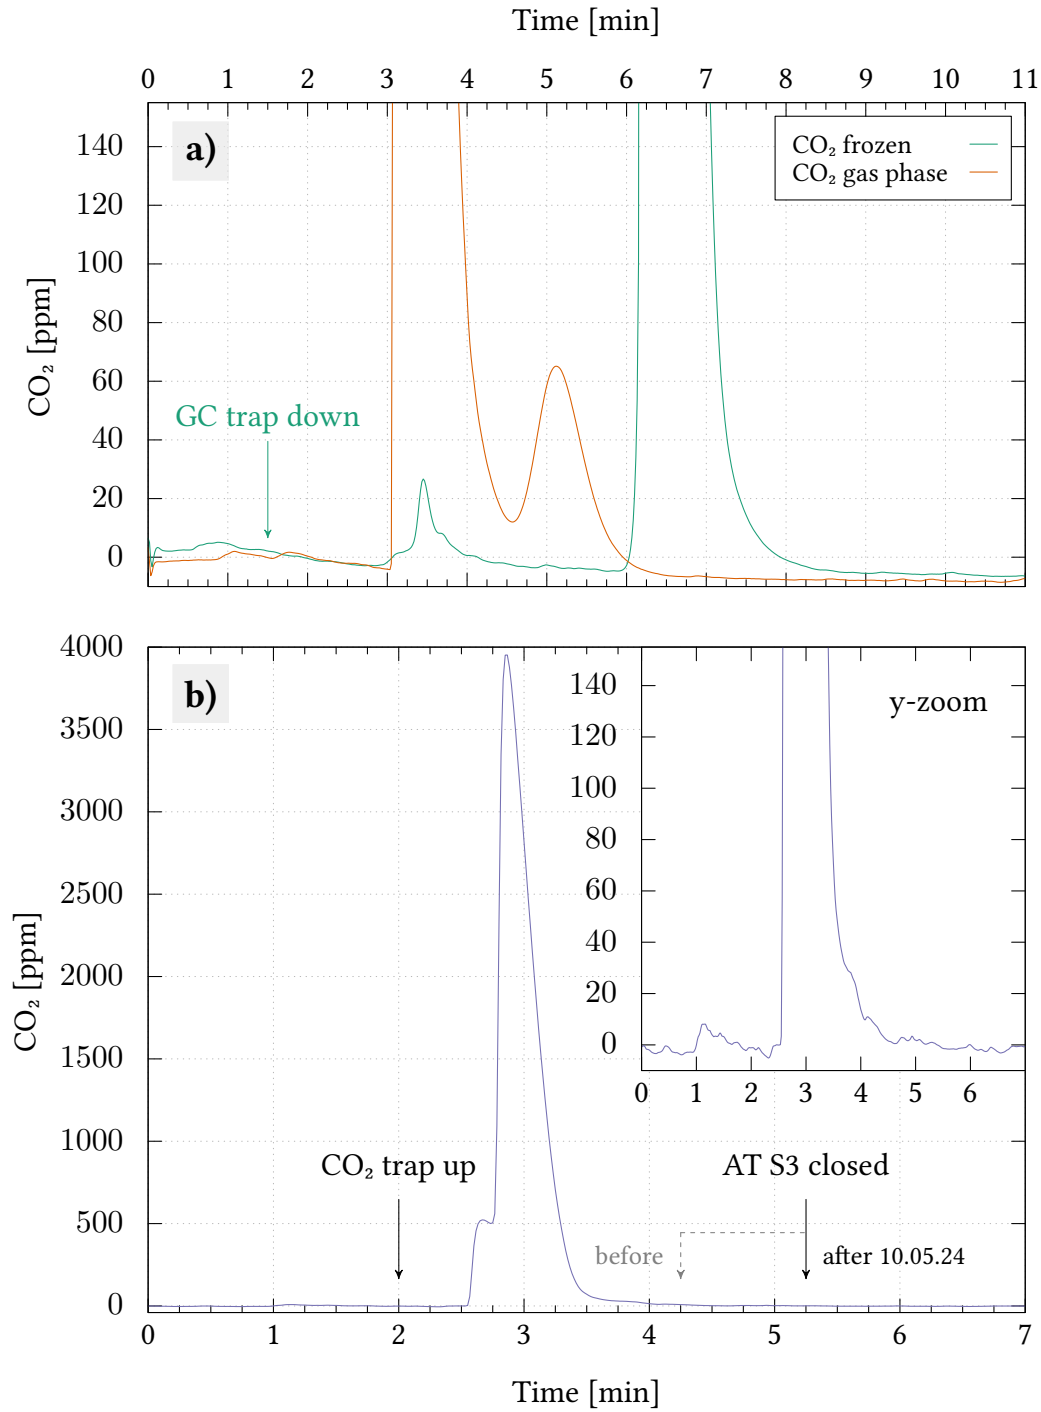 Time [min]
0 1 2 3 4 5 6 7 8 9 10 11
a)
CO₂ frozen
CO₂ gas phase
140
120
100
80
60
40
20
0
CO₂ [ppm]
GC trap down
b)
4000
3500
3000
2500
2000
1500
1000
500
0
CO₂ [ppm]
y-zoom
140
120
100
80
60
40
20
0
0 1 2 3 4 5 6
CO₂ trap up
AT S3 closed
before
after 10.05.24
0 1 2 3 4 5 6 7
Time [min]